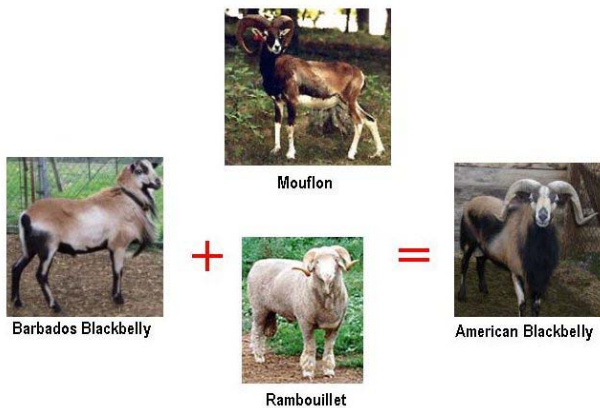 Mouflon
Barbados Blackbelly
+
=
American Blackbelly
Rambouillet